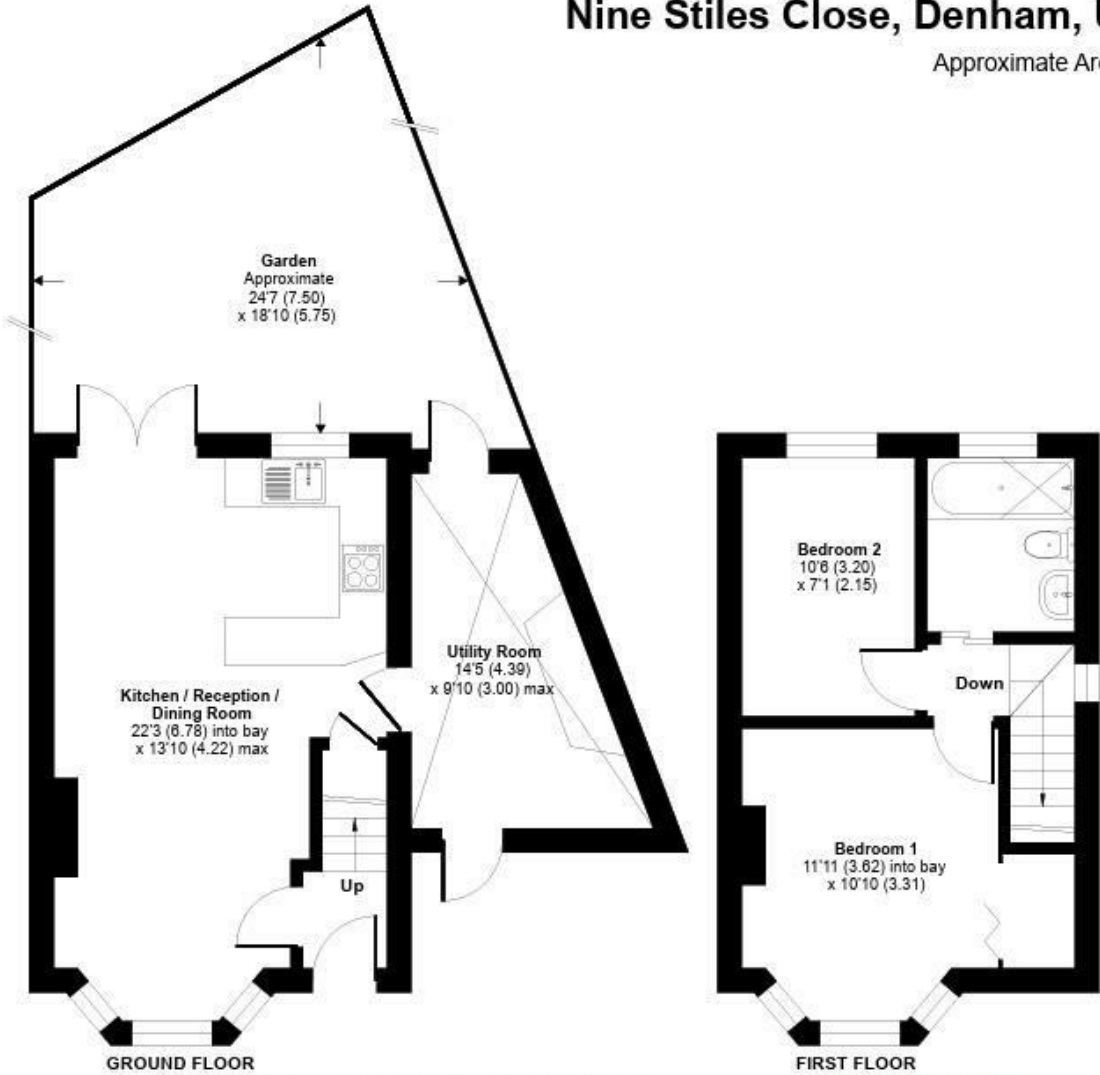 Nine Stiles Close, Denham,
Approximate
Garden
Approximate
24'7 (7.50)
x 18'10 (5.75)
Kitchen / Reception /
Dining Room
22'3 (6.78) into bay
x 13'10 (4.22) max
Utility Room
14'5 (4.39)
x 9'10 (3.00) max
Up
GROUND FLOOR
Bedroom 2
10'6 (3.20)
x 7'1 (2.15)
Down
Bedroom 1
11'11 (3.62) into bay
x 10'10 (3.31)
FIRST FLOOR